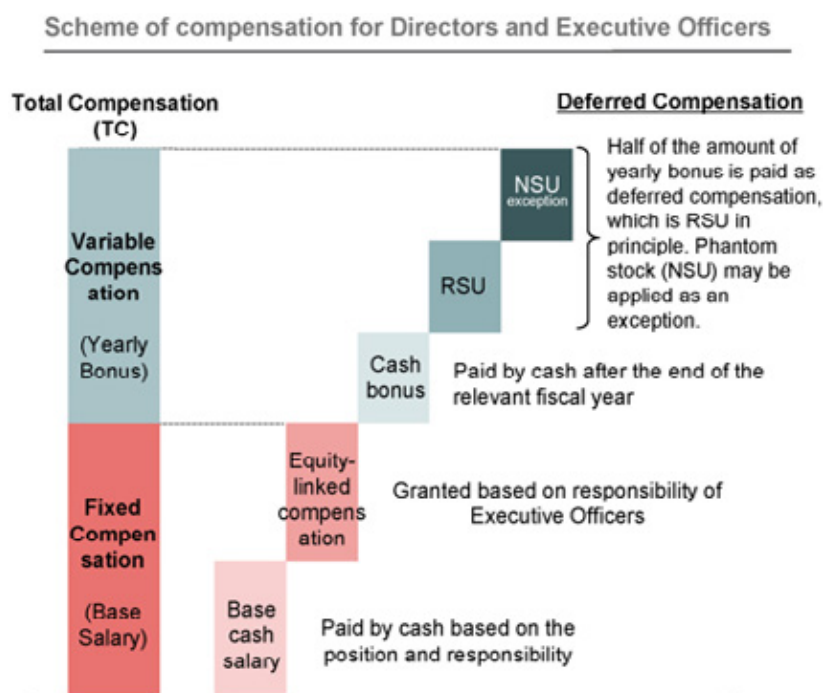 Scheme of compensation for Directors and Executive Officers
Total Compensation
(TC)
Deferred Compensation
Variable
Compens
ation
(Yearly
Bonus)
NSU
exception
Half of the amount of
yearly bonus is paid as
deferred compensation,
which is RSU in
principle. Phantom
stock (NSU) may be
applied as an
exception.
RSU
Cash
bonus
Paid by cash after the end of the
relevant fiscal year
Fixed
Compen
sation
(Base
Salary)
Equity-
linked
compens
ation
Granted based on responsibility of
Executive Officers
Base
cash
salary
Paid by cash based on the
position and responsibility